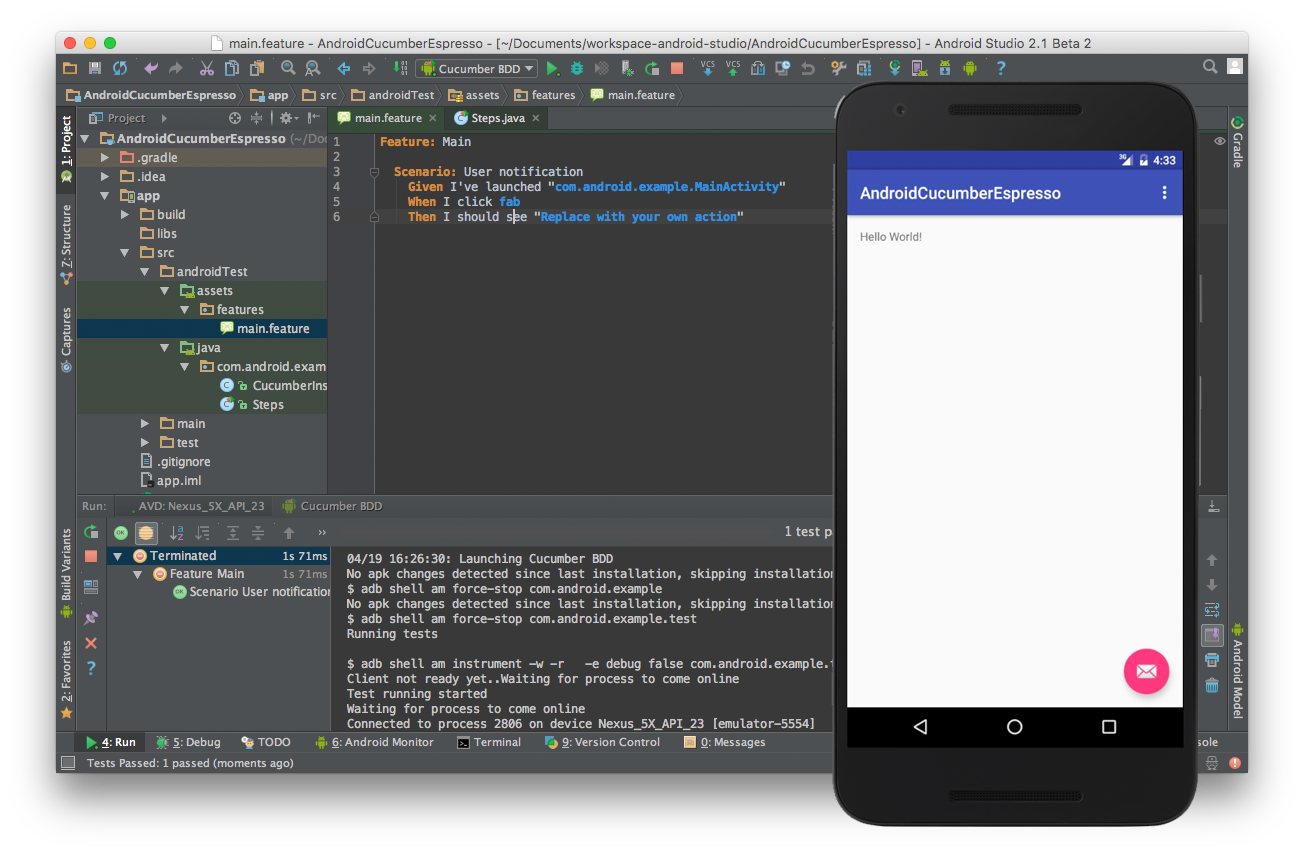 main.feature - AndroidCucumberEspresso - [~/Documents/workspace-android-studio/AndroidCucumberEspresso] - Android Studio 2.1 Beta 2
Cucumber BDD
VCS VCS
?
AndroidCucumberEspresso app src androidTest assets features main.feature
1: Project
Z: Structure
Captures
Build Variants
2: Favorites
Project
AndroidCucumberEspresso (~/Doc
.gradle
.idea
app
build
libs
src
androidTest
assets
features
main.feature
java
com.android.exam
CucumberIns
Steps
main
test
.gitignore
app.iml
main.feature Steps.java
1 Feature: Main
2
3 Scenario: User notification
4 Given I've launched "com.android.example.MainActivity"
5 When I click fab
6 Then I should see "Replace with your own action"
Gradle
Android Model
Run: AVD: Nexus_5X_API_23 Cucumber BDD
1 test p
Terminated 1s 71ms
Feature Main 1s 71ms
OK Scenario User notification
04/19 16:26:30: Launching Cucumber BDD
No apk changes detected since last installation, skipping installation
$ adb shell am force-stop com.android.example
No apk changes detected since last installation, skipping installation
$ adb shell am force-stop com.android.example.test
Running tests
$ adb shell am instrument -w -r -e debug false com.android.example.t
Client not ready yet..Waiting for process to come online
Test running started
Waiting for process to come online
Connected to process 2806 on device Nexus_5X_API_23 [emulator-5554]
4: Run 5: Debug TODO 6: Android Monitor Terminal 9: Version Control 0: Messages
sole
Tests Passed: 1 passed (moments ago)
3G 4:33
AndroidCucumberEspresso
Hello World!